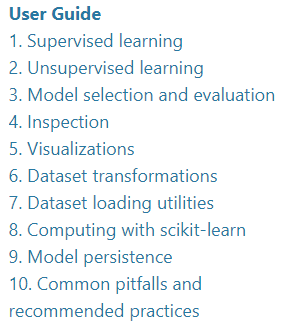 User Guide
1. Supervised learning
2. Unsupervised learning
3. Model selection and evaluation
4. Inspection
5. Visualizations
6. Dataset transformations
7. Dataset loading utilities
8. Computing with scikit-learn
9. Model persistence
10. Common pitfalls and
recommended practices